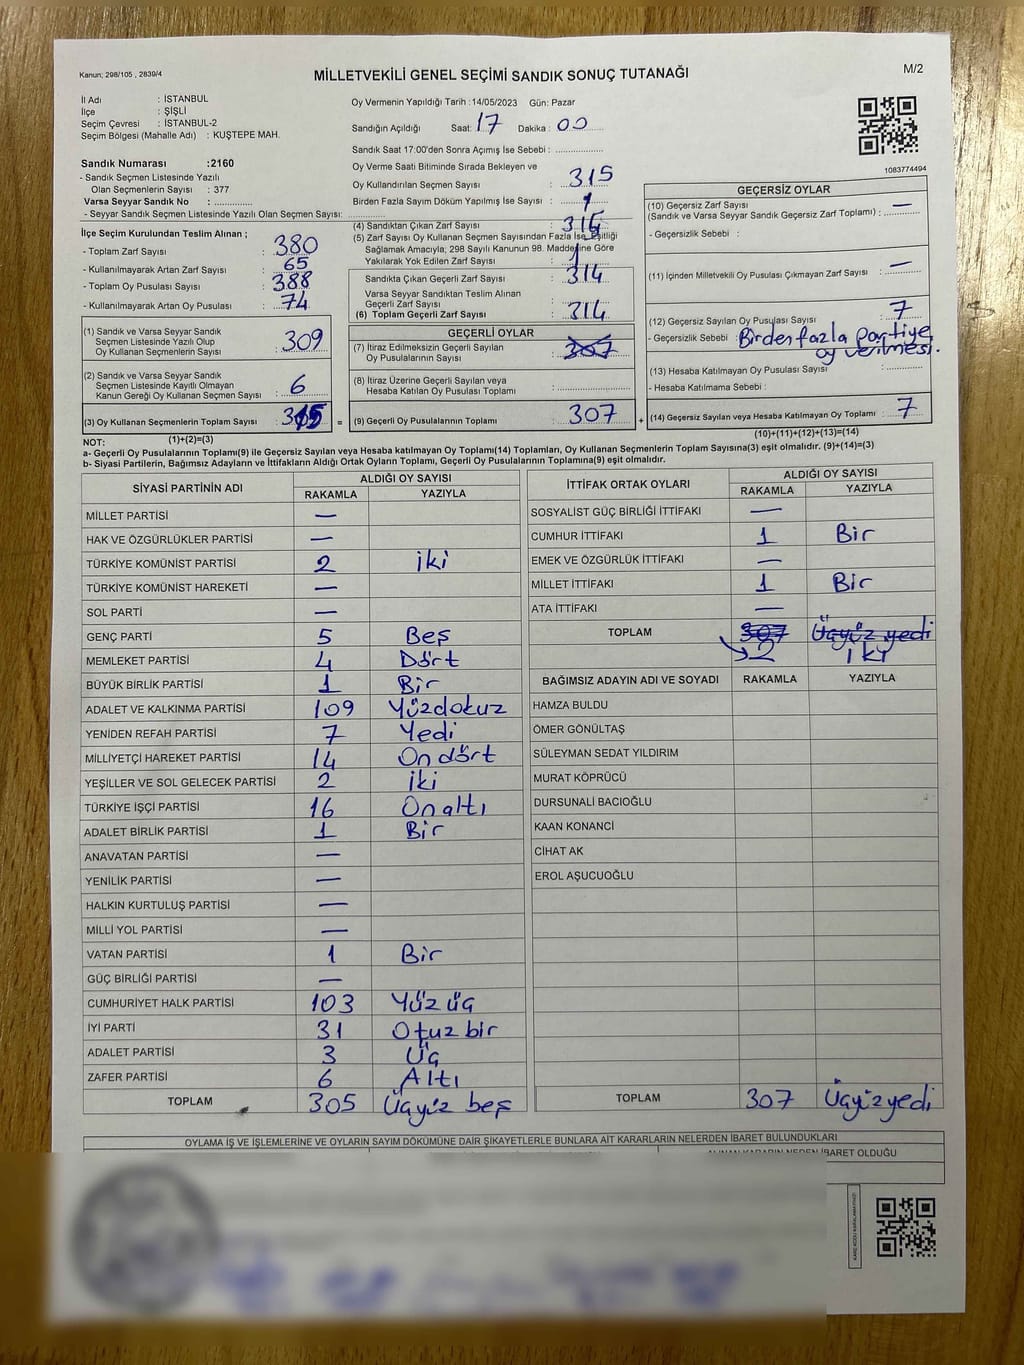 Kanun; 298/105 , 2839/4
MİLLETVEKİLİ GENEL SEÇİMİ SANDIK SONUÇ TUTANAĞI
M/2
İl Adı : İSTANBUL
İlçe : ŞİŞLİ
Seçim Çevresi : İSTANBUL-2
Seçim Bölgesi (Mahalle Adı) : KUŞTEPE MAH.
Sandık Numarası :2160
- Sandık Seçmen Listesinde Yazılı
Olan Seçmenlerin Sayısı : 377
Varsa Seyyar Sandık No :
- Seyyar Sandık Seçmen Listesinde Yazılı Olan Seçmen Sayısı:
İlçe Seçim Kurulundan Teslim Alınan ;
- Toplam Zarf Sayısı : 380
- Kullanılmayarak Artan Zarf Sayısı : 65
- Toplam Oy Pusulası Sayısı : 388
- Kullanılmayarak Artan Oy Pusulası : 74
(1) Sandık ve Varsa Seyyar Sandık
Seçmen Listesinde Yazılı Olup
Oy Kullanan Seçmenlerin Sayısı : 309
(2) Sandık ve Varsa Seyyar Sandık
Seçmen Listesinde Kayıtlı Olmayan
Kanun Gereği Oy Kullanan Seçmen Sayısı : 6
(3) Oy Kullanan Seçmenlerin Toplam Sayısı : 315 =
Oy Vermenin Yapıldığı Tarih :14/05/2023 Gün: Pazar
Sandığın Açıldığı Saat: 17 Dakika : 00
Sandık Saat 17:00'den Sonra Açımış İse Sebebi :
Oy Verme Saati Bitiminde Sırada Bekleyen ve
Oy Kullandırılan Seçmen Sayısı : 315
Birden Fazla Sayım Döküm Yapılmış İse Sayısı : 1
(4) Sandıktan Çıkan Zarf Sayısı : 315
(5) Zarf Sayısı Oy Kullanan Seçmen Sayısından Fazla İse, Eşitliği
Sağlamak Amacıyla; 298 Sayılı Kanunun 98. Maddesine Göre
Yakılarak Yok Edilen Zarf Sayısı : 1
Sandıkta Çıkan Geçerli Zarf Sayısı : 314
Varsa Seyyar Sandıktan Teslim Alınan
Geçerli Zarf Sayısı :
(6) Toplam Geçerli Zarf Sayısı : 314
GEÇERLİ OYLAR
(7) İtiraz Edilmeksizin Geçerli Sayılan
Oy Pusulalarının Sayısı : 307
(8) İtiraz Üzerine Geçerli Sayılan veya
Hesaba Katılan Oy Pusulası Toplamı :
(9) Geçerli Oy Pusulalarının Toplamı : 307 +
1083774494
GEÇERSİZ OYLAR
(10) Geçersiz Zarf Sayısı
(Sandık ve Varsa Seyyar Sandık Geçersiz Zarf Toplamı) : —
- Geçersizlik Sebebi :
(11) İçinden Milletvekili Oy Pusulası Çıkmayan Zarf Sayısı : —
(12) Geçersiz Sayılan Oy Pusulası Sayısı : 7
- Geçersizlik Sebebi : Birden fazla partiye
oy verilmesi.
(13) Hesaba Katılmayan Oy Pusulası Sayısı :
- Hesaba Katılmama Sebebi :
(14) Geçersiz Sayılan veya Hesaba Katılmayan Oy Toplamı : 7
NOT: (1)+(2)=(3)
(10)+(11)+(12)+(13)=(14)
a- Geçerli Oy Pusulalarının Toplamı(9) ile Geçersiz Sayılan veya Hesaba katılmayan Oy Toplamı(14) Toplamları, Oy Kullanan Seçmenlerin Toplam Sayısına(3) eşit olmalıdır. (9)+(14)=(3)
b- Siyasi Partilerin, Bağımsız Adayların ve İttifakların Aldığı Ortak Oyların Toplamı, Geçerli Oy Pusulalarının Toplamına(9) eşit olmalıdır.
SİYASİ PARTİNİN ADI ALDIĞI OY SAYISI
RAKAMLA YAZIYLA
MİLLET PARTİSİ —
HAK VE ÖZGÜRLÜKLER PARTİSİ —
TÜRKİYE KOMÜNİST PARTİSİ 2 iki
TÜRKİYE KOMÜNİST HAREKETİ —
SOL PARTİ —
GENÇ PARTİ 5 Beş
MEMLEKET PARTİSİ 4 Dört
BÜYÜK BİRLİK PARTİSİ 1 Bir
ADALET VE KALKINMA PARTİSİ 109 Yüzdokuz
YENİDEN REFAH PARTİSİ 7 Yedi
MİLLİYETÇİ HAREKET PARTİSİ 14 On dört
YEŞİLLER VE SOL GELECEK PARTİSİ 2 iki
TÜRKİYE İŞÇİ PARTİSİ 16 On altı
ADALET BİRLİK PARTİSİ 1 Bir
ANAVATAN PARTİSİ —
YENİLİK PARTİSİ —
HALKIN KURTULUŞ PARTİSİ —
MİLLİ YOL PARTİSİ —
VATAN PARTİSİ 1 Bir
GÜÇ BİRLİĞİ PARTİSİ —
CUMHURİYET HALK PARTİSİ 103 Yüz üç
İYİ PARTİ 31 Otuz bir
ADALET PARTİSİ 3 Üç
ZAFER PARTİSİ 6 Altı
TOPLAM 305 Üçyüz beş
İTTİFAK ORTAK OYLARI ALDIĞI OY SAYISI
RAKAMLA YAZIYLA
SOSYALİST GÜÇ BİRLİĞİ İTTİFAKI —
CUMHUR İTTİFAKI 1 Bir
EMEK VE ÖZGÜRLÜK İTTİFAKI —
MİLLET İTTİFAKI 1 Bir
ATA İTTİFAKI —
TOPLAM 307 Üçyüz yedi
2 iki
BAĞIMSIZ ADAYIN ADI VE SOYADI RAKAMLA YAZIYLA
HAMZA BULDU
ÖMER GÖNÜLTAŞ
SÜLEYMAN SEDAT YILDIRIM
MURAT KÖPRÜCÜ
DURSUNALİ BACIOĞLU
KAAN KONANCİ
CİHAT AK
EROL AŞUCUOĞLU
TOPLAM 307 Üçyüz yedi
OYLAMA İŞ VE İŞLEMLERİNE VE OYLARIN SAYIM DÖKÜMÜNE DAİR ŞİKAYETLERLE BUNLARA AİT KARARLARIN NELERDEN İBARET BULUNDUKLARI
ALINAN KARARIN NEDEN İBARET OLDUĞU